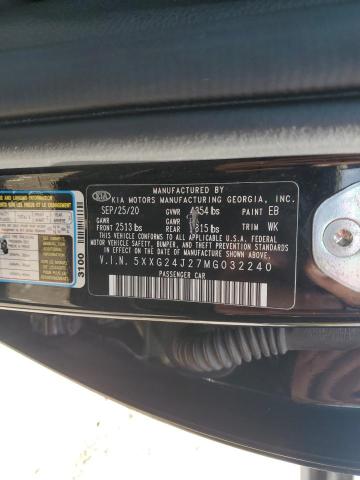 MANUFACTURED BY
KIA KIA MOTORS MANUFACTURING GEORGIA, INC.
SEP/25/20 GVWR 4354 lbs PAINT EB
GAWR GAWR
FRONT 2513 lbs 1815 lbs TRIM WK
THIS VEHICLE CONFORMS TO ALL APPLICABLE U.S.A. FEDERAL
MOTOR VEHICLE SAFETY, BUMPER, AND THEFT PREVENTION STANDARDS
IN EFFECT ON THE DATE OF MANUFACTURE SHOWN ABOVE.
V.I.N. 5XXG24J27MG032240
PASSENGER CAR
3100